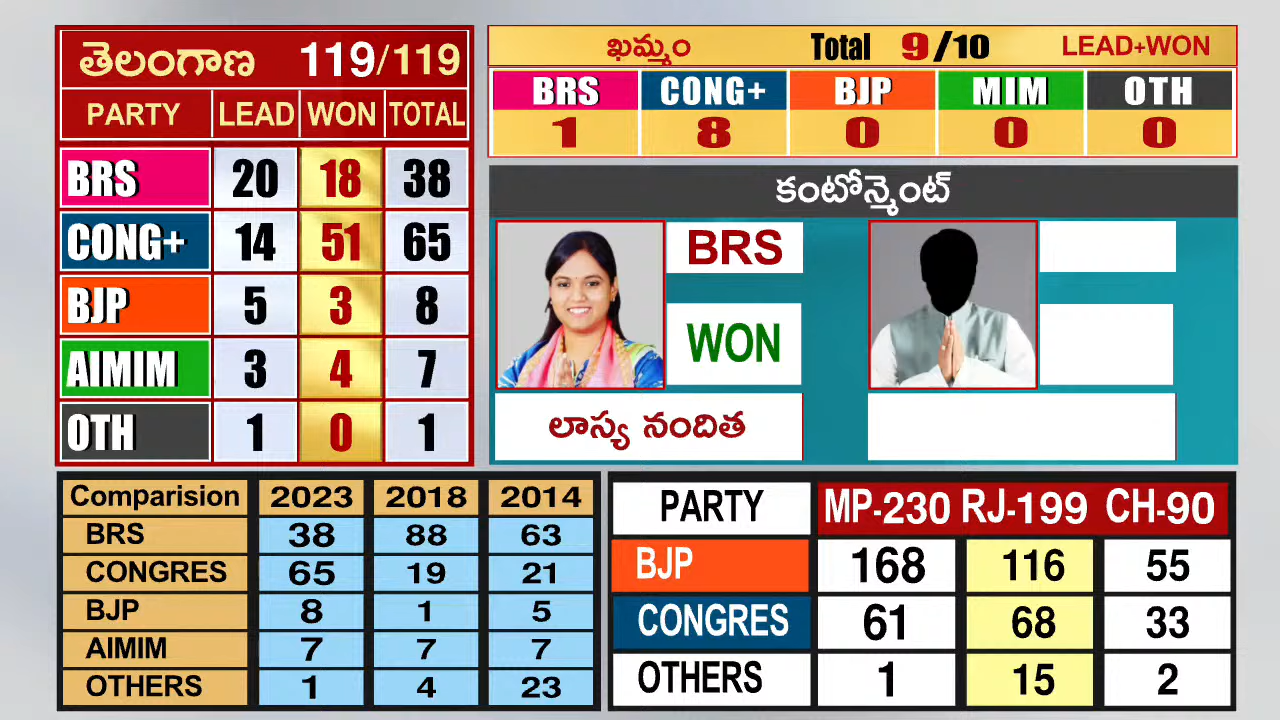 తెలంగాణ 119/119
PARTY LEAD WON TOTAL
BRS 20 18 38
CONG+ 14 51 65
BJP 5 3 8
AIMIM 3 4 7
OTH 1 0 1
ఖమ్మం Total 9/10 LEAD+WON
BRS CONG+ BJP MIM OTH
1 8 0 0 0
కంటోన్మెంట్
BRS
WON
లాస్య నందిత
Comparision 2023 2018 2014
BRS 38 88 63
CONGRES 65 19 21
BJP 8 1 5
AIMIM 7 7 7
OTHERS 1 4 23
PARTY MP-230 RJ-199 CH-90
BJP 168 116 55
CONGRES 61 68 33
OTHERS 1 15 2